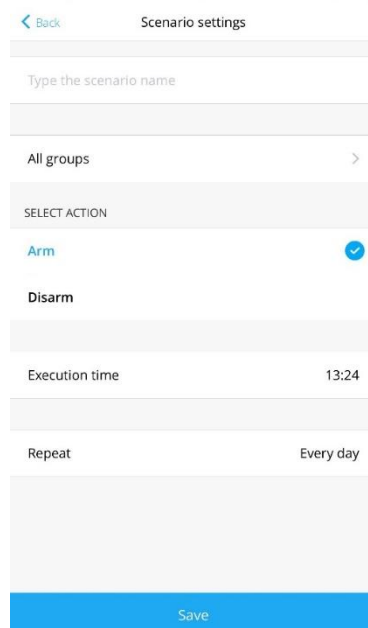 Back Scenario settings
Type the scenario name
All groups
SELECT ACTION
Arm
Disarm
Execution time 13:24
Repeat Every day
Save